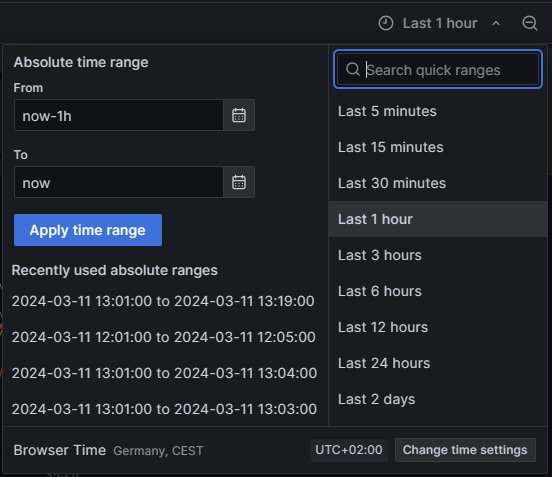 Last 1 hour
Absolute time range
From
now-1h
To
now
Apply time range
Recently used absolute ranges
2024-03-11 13:01:00 to 2024-03-11 13:19:00
2024-03-11 12:01:00 to 2024-03-11 12:05:00
2024-03-11 13:01:00 to 2024-03-11 13:04:00
2024-03-11 13:01:00 to 2024-03-11 13:03:00
Search quick ranges
Last 5 minutes
Last 15 minutes
Last 30 minutes
Last 1 hour
Last 3 hours
Last 6 hours
Last 12 hours
Last 24 hours
Last 2 days
Browser Time Germany, CEST
UTC+02:00
Change time settings